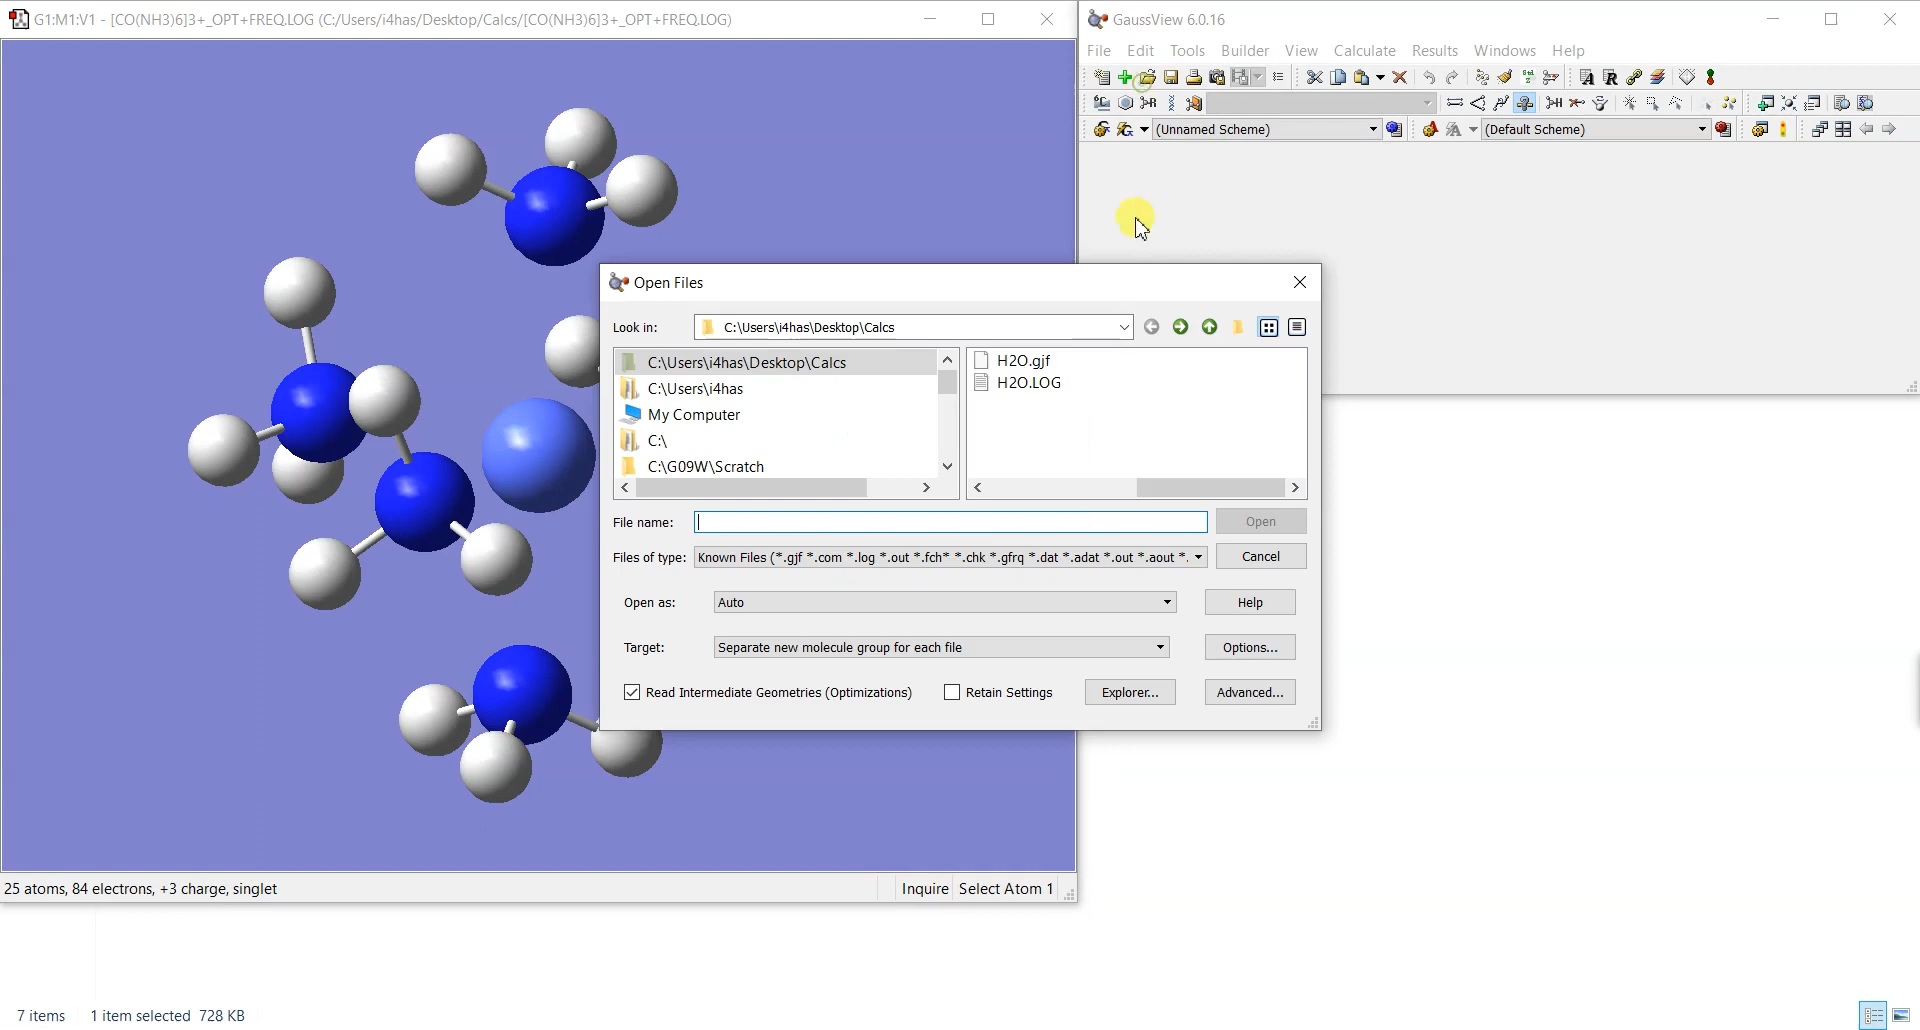 G1:M1:V1 - [CO(NH3)6]3+_OPT+FREQ.LOG (C:/Users/i4has/Desktop/Calcs/[CO(NH3)6]3+_OPT+FREQ.LOG)
GaussView 6.0.16
File Edit Tools Builder View Calculate Results Windows Help
(Unnamed Scheme)
(Default Scheme)
Open Files
Look in:
C:\Users\i4has\Desktop\Calcs
C:\Users\i4has\Desktop\Calcs
C:\Users\i4has
My Computer
C:\
C:\G09W\Scratch
H2O.gjf
H2O.LOG
File name:
Open
Files of type:
Known Files (*.gjf *.com *.log *.out *.fch* *.chk *.gfrq *.dat *.adat *.out *.aout *.
Cancel
Open as:
Auto
Help
Target:
Separate new molecule group for each file
Options...
Read Intermediate Geometries (Optimizations)
Retain Settings
Explorer...
Advanced...
25 atoms, 84 electrons, +3 charge, singlet
Inquire
Select Atom 1
7 items
1 item selected 728 KB